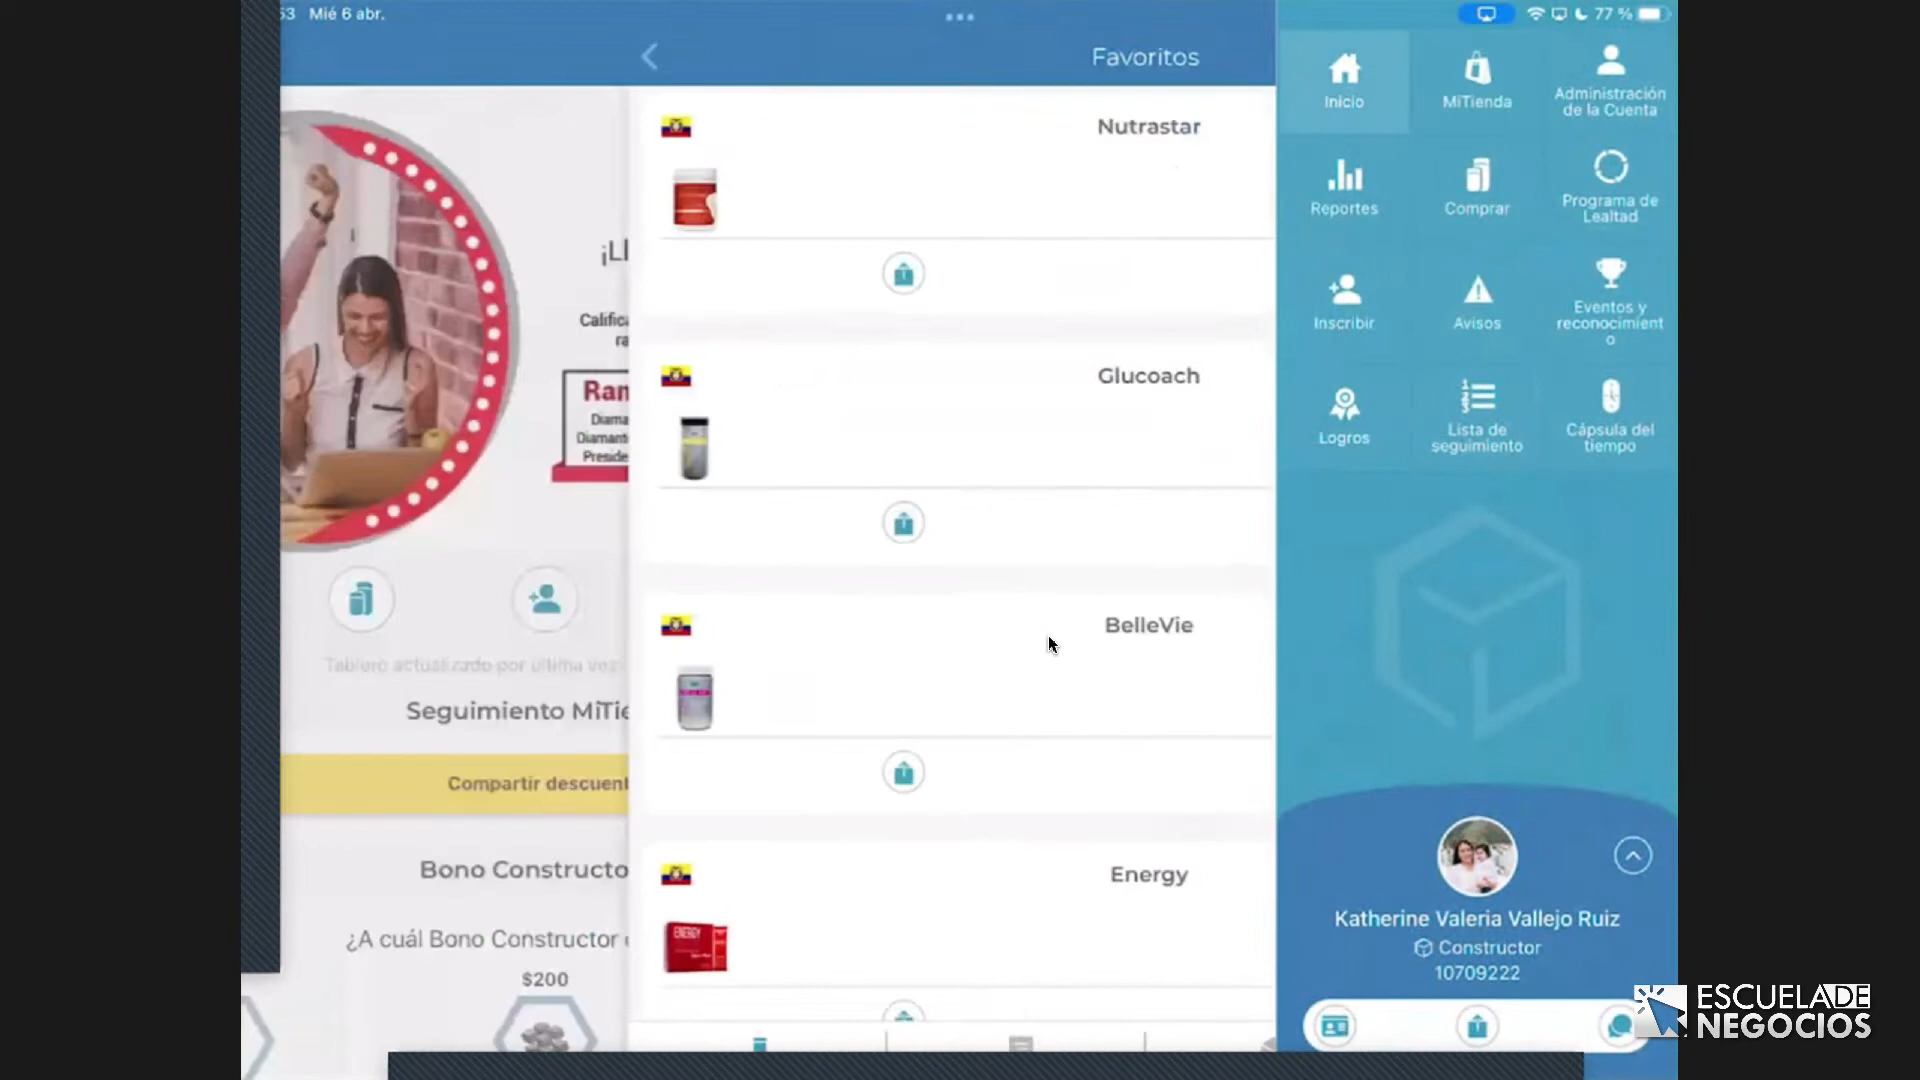 53 Mié 6 abr.
77 %
Favoritos
¡Ll
Califica
ra
Ran
Diama
Diamant
Preside
Tablero actualizado por última vez
Seguimiento MiTie
Compartir descuent
Bono Constructo
¿A cuál Bono Constructor
$200
Nutrastar
Glucoach
BelleVie
Energy
ENERGY
Inicio
MiTienda
Administración
de la Cuenta
Reportes
Comprar
Programa de
Lealtad
Inscribir
Avisos
Eventos y
reconocimient
o
Logros
Lista de
seguimiento
Cápsula del
tiempo
Katherine Valeria Vallejo Ruiz
Constructor
10709222
ESCUELA DE
NEGOCIOS